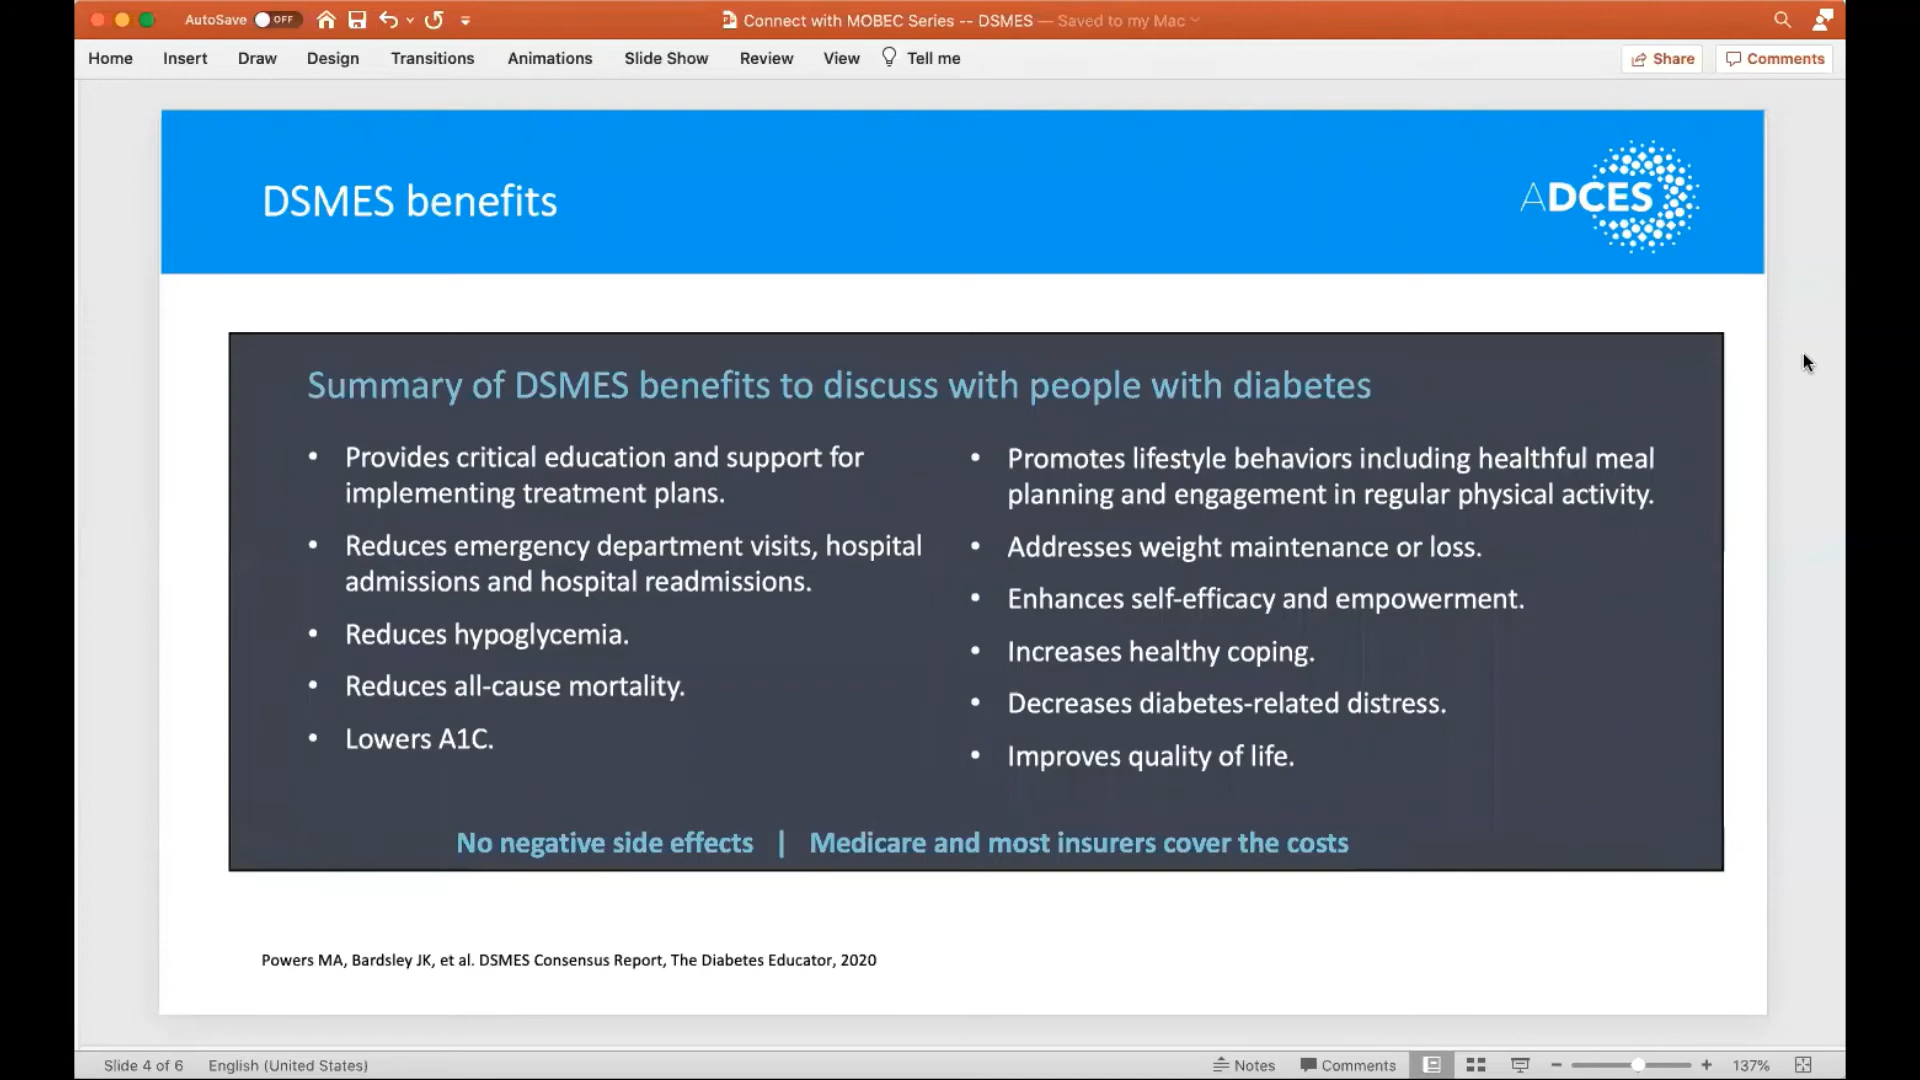 AutoSave OFF
Connect with MOBEC Series -- DSMES — Saved to my Mac
Home Insert Draw Design Transitions Animations Slide Show Review View Tell me
Share Comments
DSMES benefits
ADCES
Summary of DSMES benefits to discuss with people with diabetes
• Provides critical education and support for
implementing treatment plans.
• Reduces emergency department visits, hospital
admissions and hospital readmissions.
• Reduces hypoglycemia.
• Reduces all-cause mortality.
• Lowers A1C.
• Promotes lifestyle behaviors including healthful meal
planning and engagement in regular physical activity.
• Addresses weight maintenance or loss.
• Enhances self-efficacy and empowerment.
• Increases healthy coping.
• Decreases diabetes-related distress.
• Improves quality of life.
No negative side effects | Medicare and most insurers cover the costs
Powers MA, Bardsley JK, et al. DSMES Consensus Report, The Diabetes Educator, 2020
Slide 4 of 6 English (United States)
Notes Comments 137%